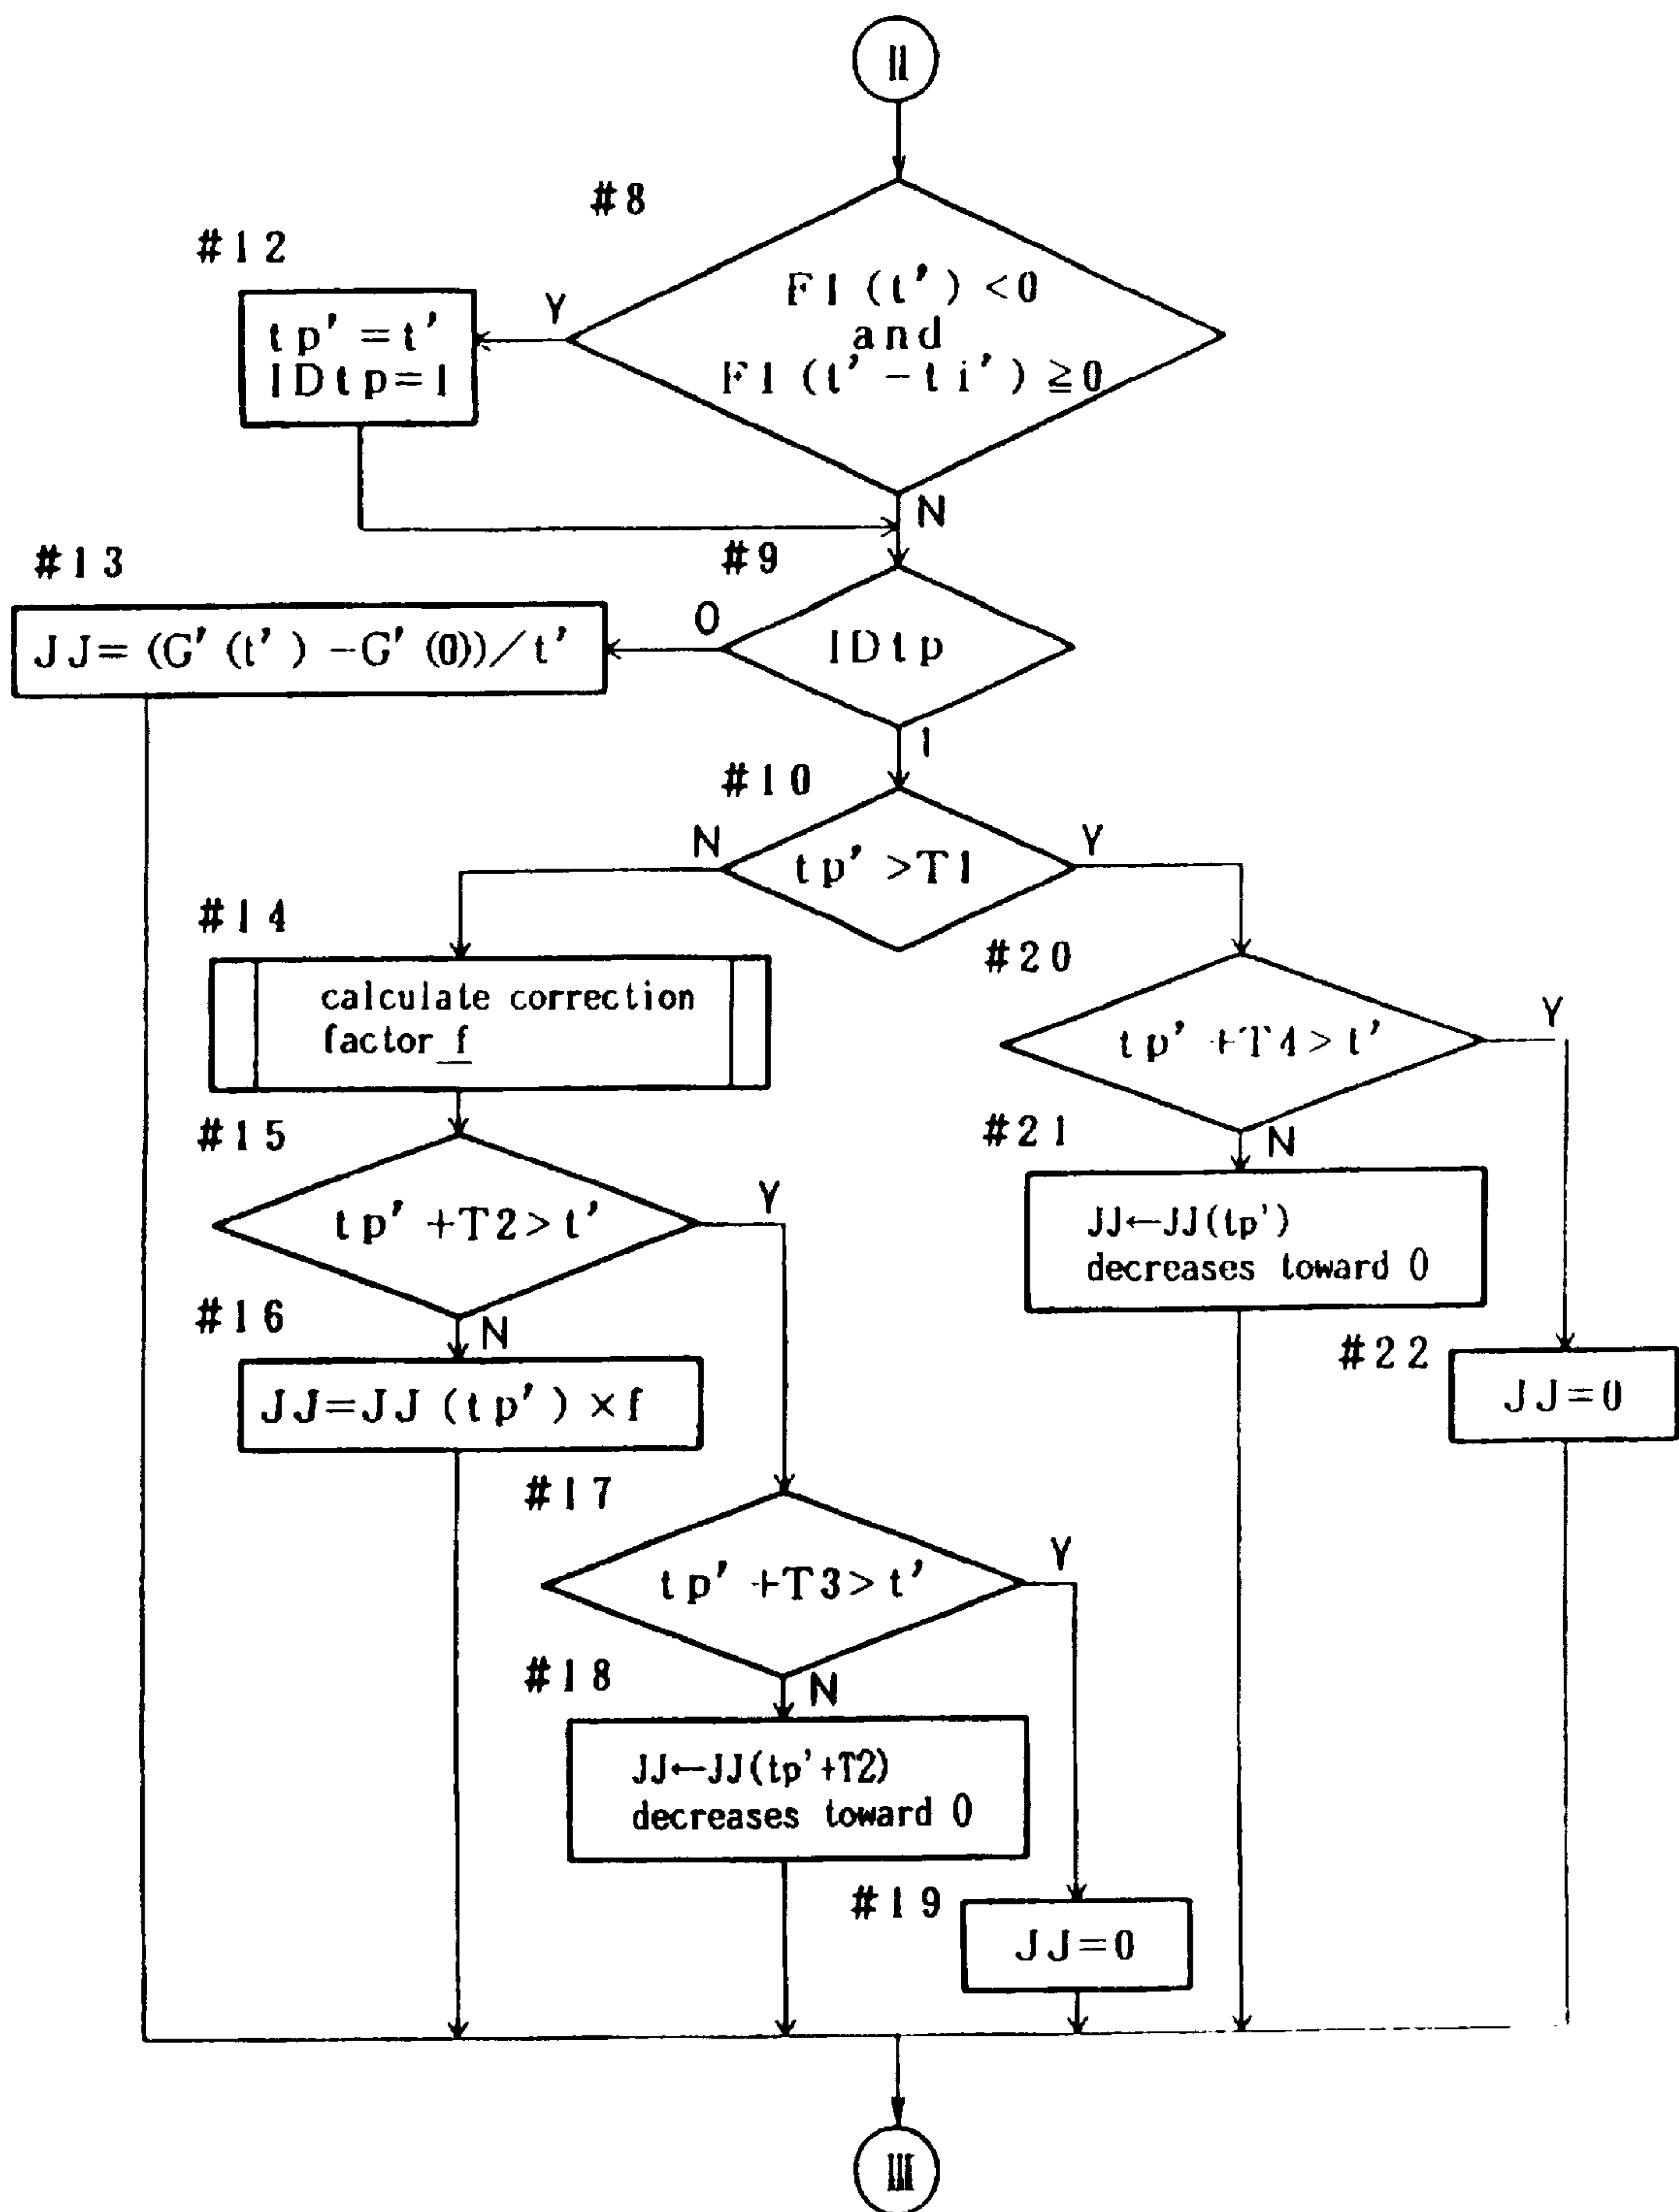 II
#8
F1(t')<0
and
F1(t'-ti')≧0
Y
N
#12
tp'=t'
IDtp=1
#9
IDtp
0
1
#13
JJ=(G'(t')-G'(0))/t'
#10
tp'>T1
N
Y
#14
calculate correction
factor f
#20
tp'+T4>t'
Y
N
#15
tp'+T2>t'
Y
N
#21
JJ←JJ(tp')
decreases toward 0
#16
JJ=JJ(tp')×f
#22
JJ=0
#17
tp'+T3>t'
Y
N
#18
JJ←JJ(tp'+T2)
decreases toward 0
#19
JJ=0
III